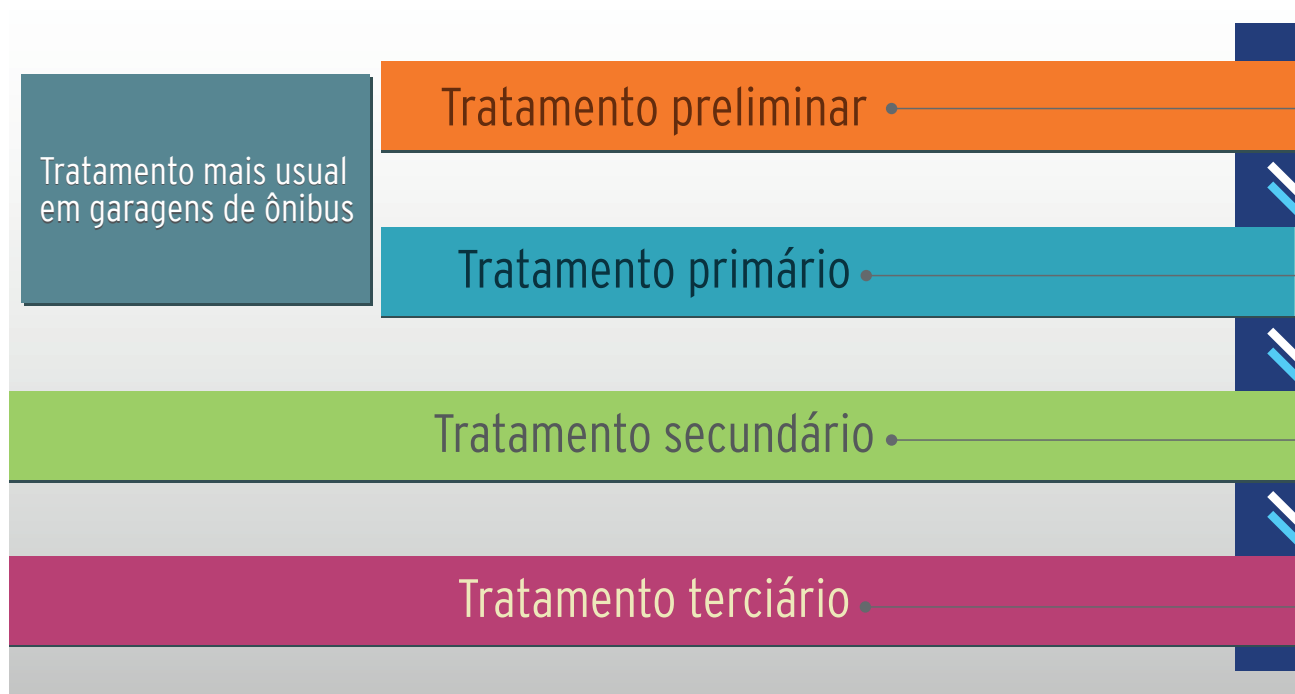 Tratamento preliminar
Tratamento mais usual
em garagens de ônibus
Tratamento primário
Tratamento secundário
Tratamento terciário